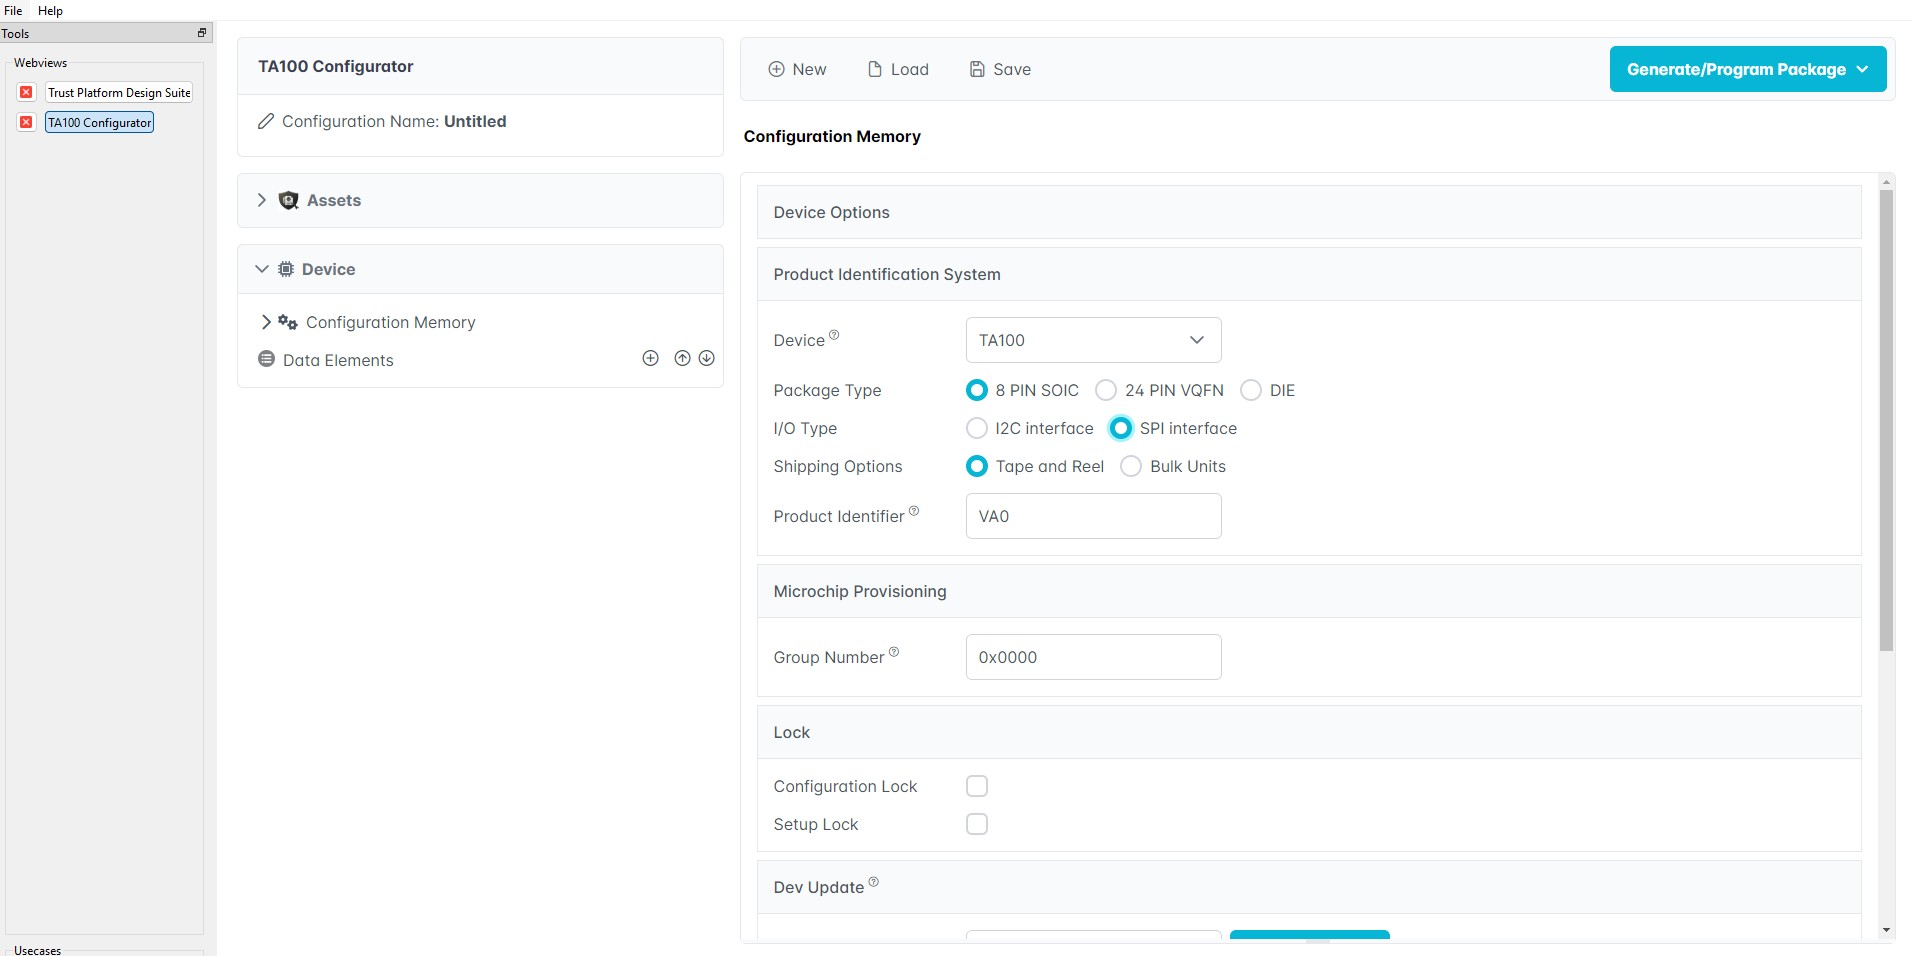 File Help
Tools
Webviews
Trust Platform Design Suite
TA100 Configurator
Usecases
TA100 Configurator
Configuration Name: Untitled
Assets
Device
Configuration Memory
Data Elements
New Load Save
Generate/Program Package
Configuration Memory
Device Options
Product Identification System
Device TA100
Package Type 8 PIN SOIC 24 PIN VQFN DIE
I/O Type I2C interface SPI interface
Shipping Options Tape and Reel Bulk Units
Product Identifier VA0
Microchip Provisioning
Group Number 0x0000
Lock
Configuration Lock
Setup Lock
Dev Update